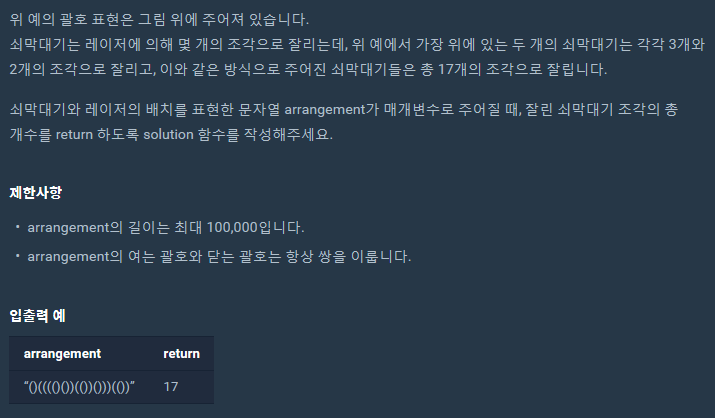 위 예의 괄호 표현은 그림 위에 주어져 있습니다.
쇠막대기는 레이저에 의해 몇 개의 조각으로 잘리는데, 위 예에서 가장 위에 있는 두 개의 쇠막대기는 각각 3개와
2개의 조각으로 잘리고, 이와 같은 방식으로 주어진 쇠막대기들은 총 17개의 조각으로 잘립니다.
쇠막대기와 레이저의 배치를 표현한 문자열 arrangement가 매개변수로 주어질 때, 잘린 쇠막대기 조각의 총
개수를 return 하도록 solution 함수를 작성해주세요.
제한사항
• arrangement의 길이는 최대 100,000입니다.
• arrangement의 여는 괄호와 닫는 괄호는 항상 쌍을 이룹니다.
입출력 예
arrangement return
“()(((()())(())()))(())” 17